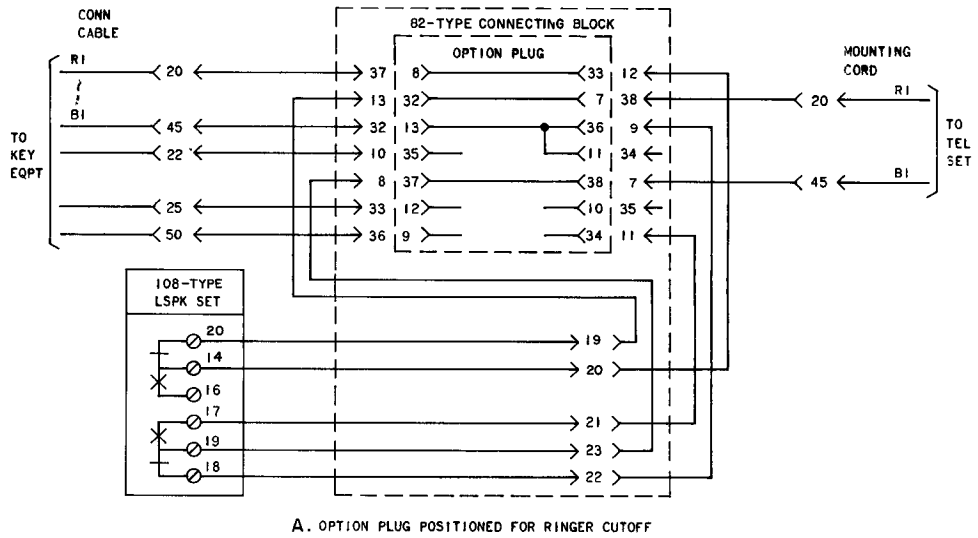 CONN
CABLE
82-TYPE CONNECTING BLOCK
OPTION PLUG
MOUNTING
CORD
R1 20 37 8 33 12
13 32 7 38 20 R1
B1 45 32 13 36 9
TO
KEY
EQPT
22 10 35 11 34
TO
TEL
SET
8 37 38 7 45 B1
25 33 12 10 35
50 36 9 34 11
108-TYPE
LSPK SET
20 19
14 20
16
17 21
19 23
18 22
A. OPTION PLUG POSITIONED FOR RINGER CUTOFF